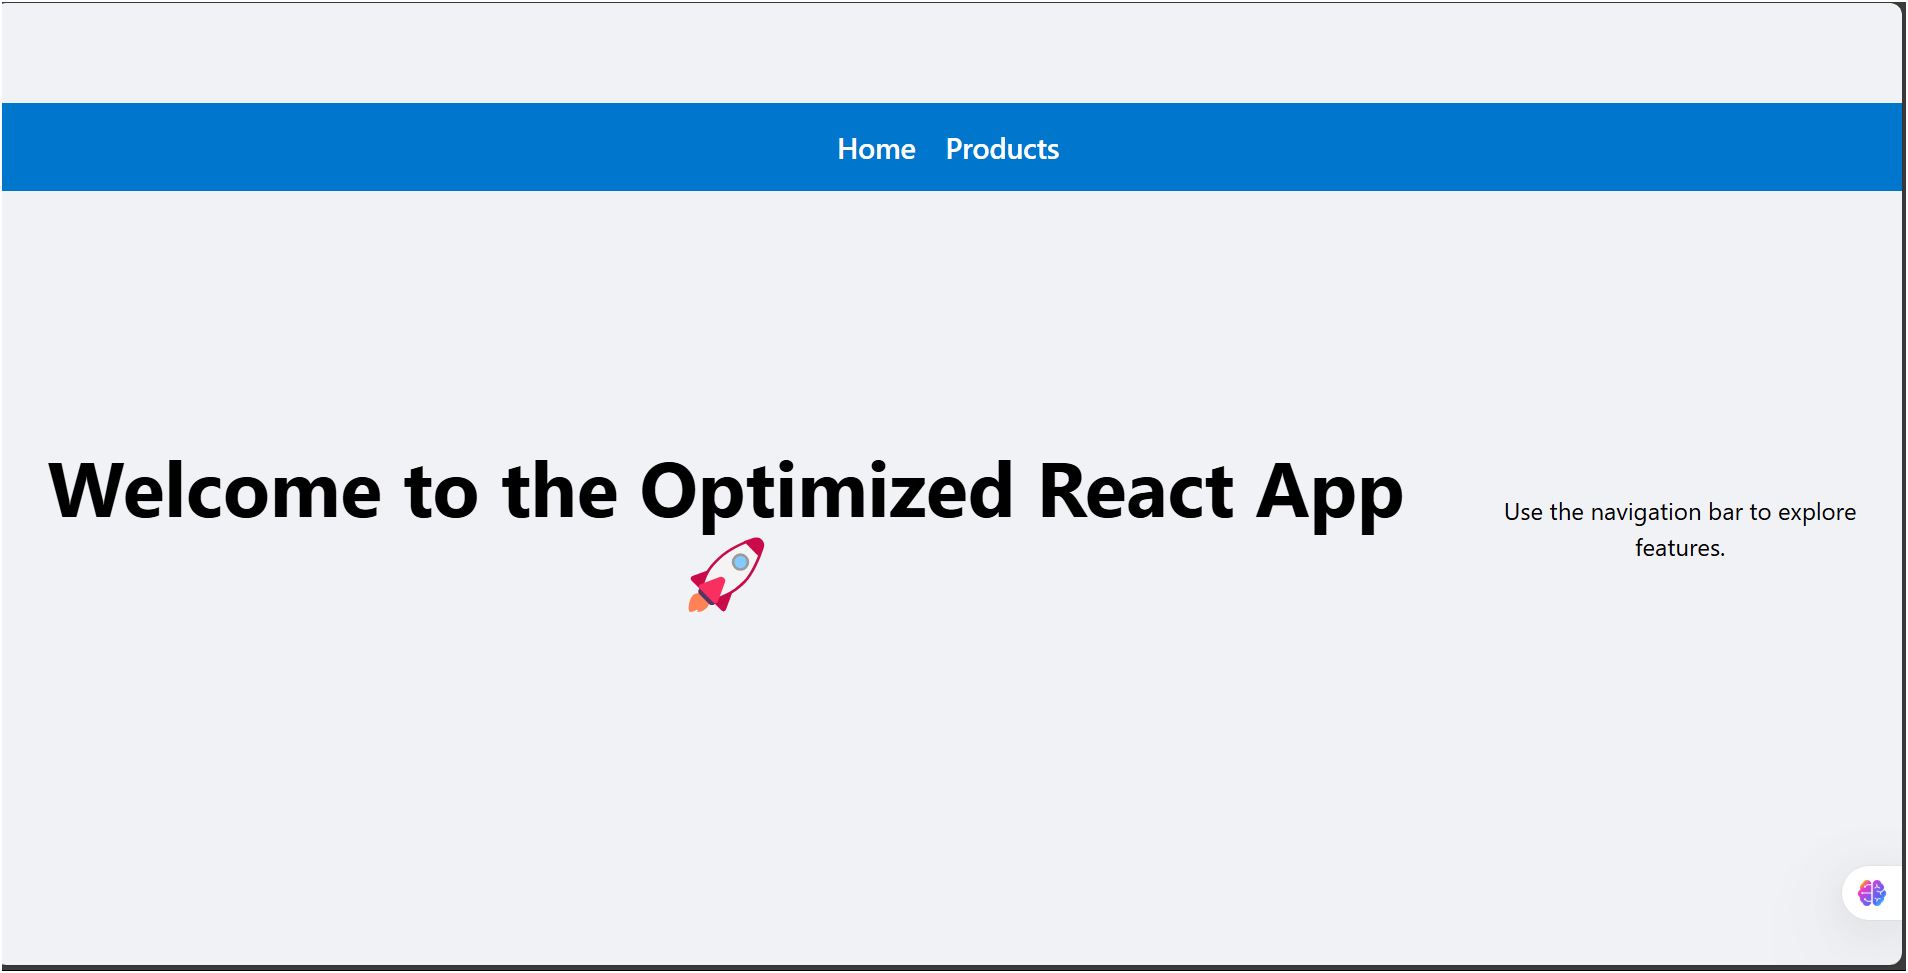 Home Products
Welcome to the Optimized React App
🚀
Use the navigation bar to explore
features.